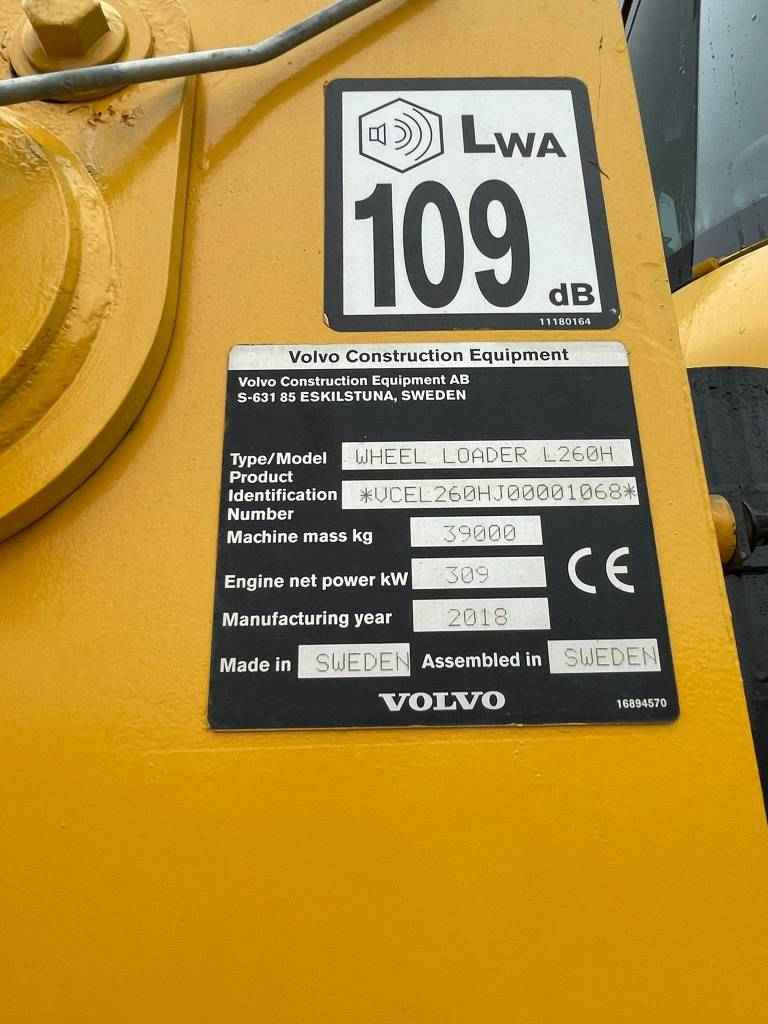 LWA
109
dB
11180164
Volvo Construction Equipment
Volvo Construction Equipment AB
S-631 85 ESKILSTUNA, SWEDEN
Type/Model WHEEL LOADER L260H
Product
Identification *VCEL260HJ00001068*
Number
Machine mass kg 39000
Engine net power kW 309
CE
Manufacturing year 2018
Made in SWEDEN Assembled in SWEDEN
VOLVO 16894570